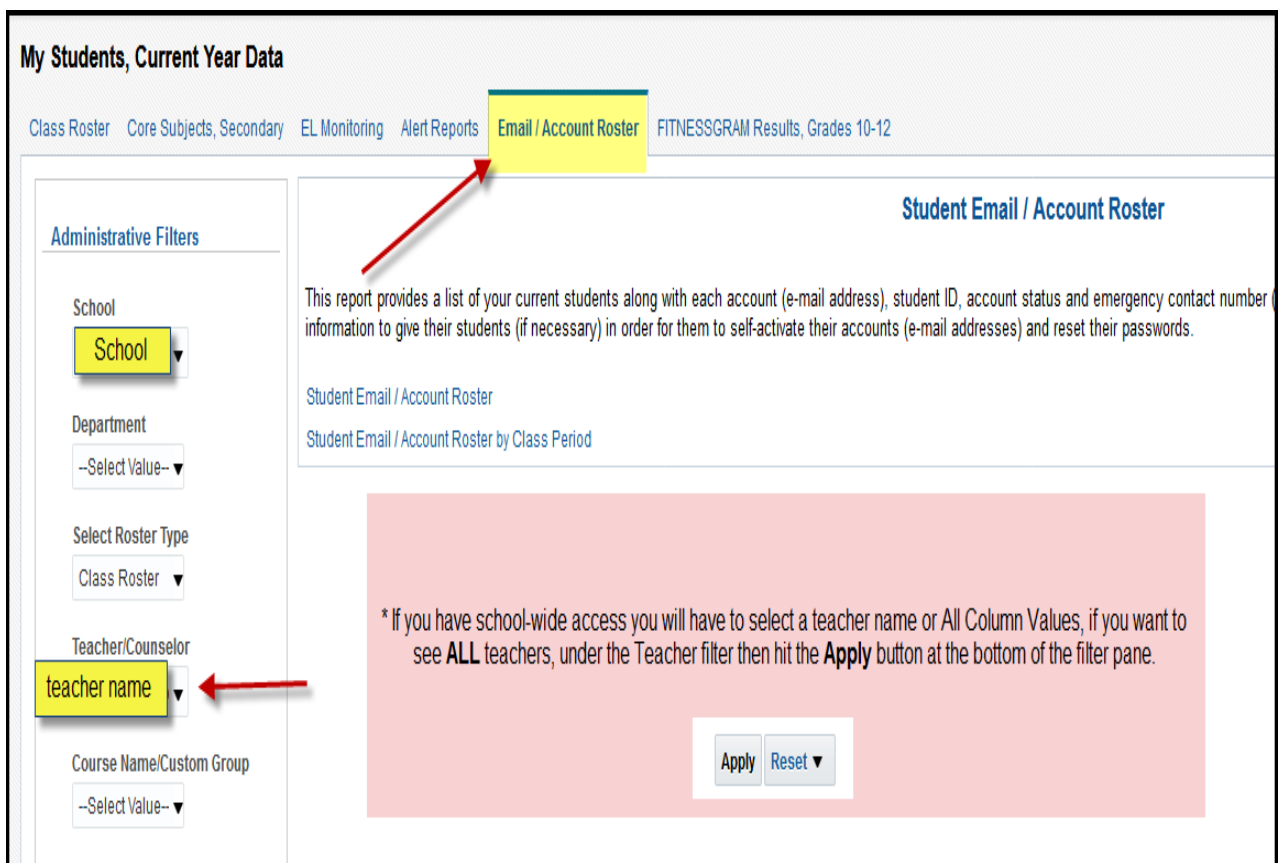 My Students, Current Year Data
Class Roster Core Subjects, Secondary EL Monitoring Alert Reports Email / Account Roster FITNESSGRAM Results, Grades 10-12
Administrative Filters
School
School
Department
--Select Value--
Select Roster Type
Class Roster
Teacher/Counselor
teacher name
Course Name/Custom Group
--Select Value--
Student Email / Account Roster
This report provides a list of your current students along with each account (e-mail address), student ID, account status and emergency contact number (
information to give their students (if necessary) in order for them to self-activate their accounts (e-mail addresses) and reset their passwords.
Student Email / Account Roster
Student Email / Account Roster by Class Period
* If you have school-wide access you will have to select a teacher name or All Column Values, if you want to
see ALL teachers, under the Teacher filter then hit the Apply button at the bottom of the filter pane.
Apply Reset